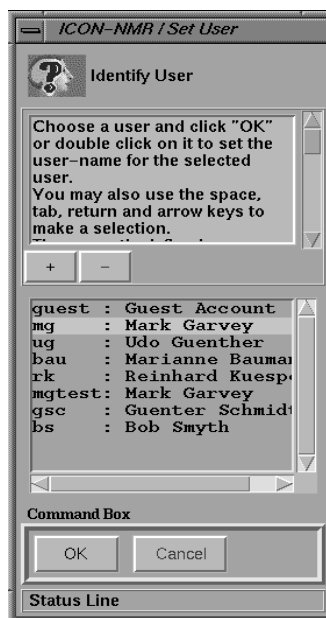 ICON-NMR / Set User
Identify User
Choose a user and click "OK"
or double click on it to set the
user-name for the selected
user.
You may also use the space,
tab, return and arrow keys to
make a selection.
+ -
guest : Guest Account
mg : Mark Garvey
ug : Udo Guenther
bau : Marianne Baumar
rk : Reinhard Kuesp
mgtest: Mark Garvey
gsc : Guenter Schmidt
bs : Bob Smyth
Command Box
OK Cancel
Status Line